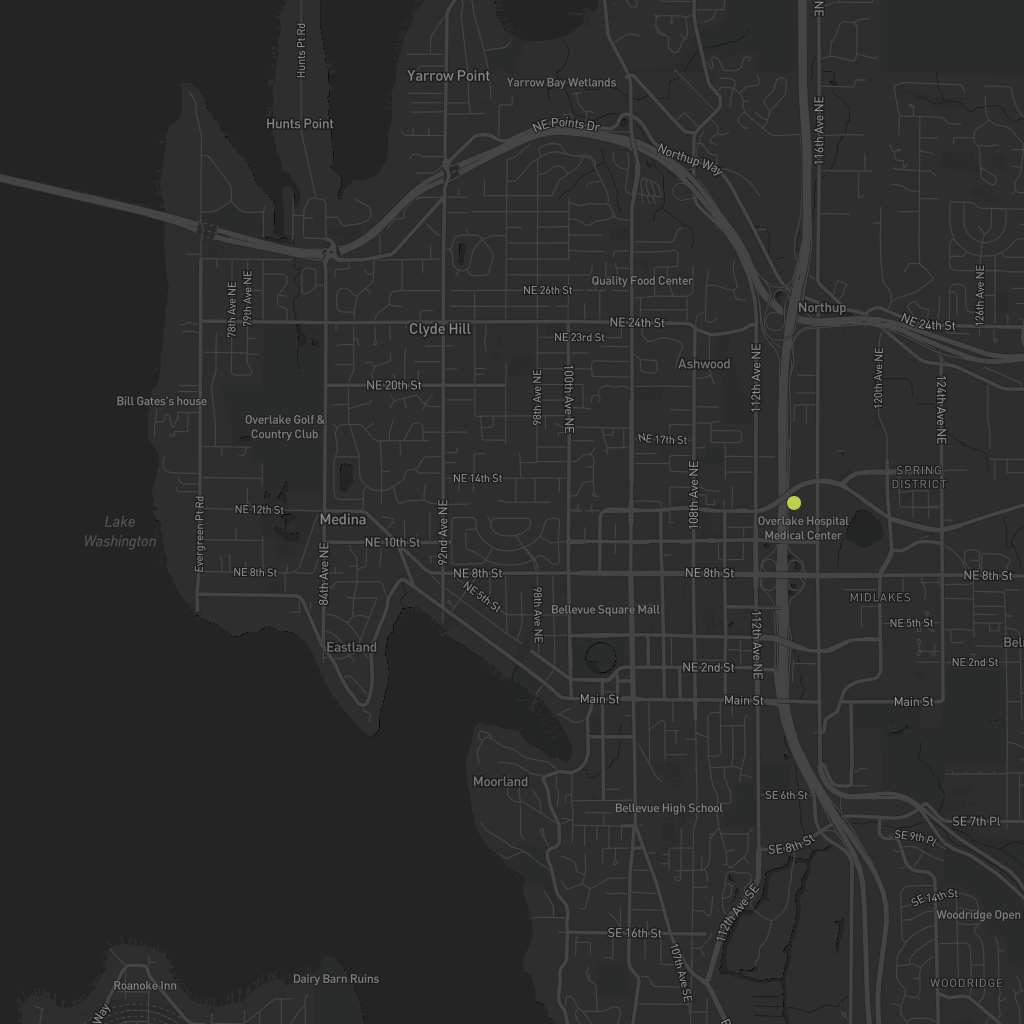 NE
Hunts Pt Rd
Yarrow Point
Yarrow Bay Wetlands
Hunts Point
NE Points Dr
116th Ave NE
Northup Way
Quality Food Center
NE 26th St
78th Ave NE
79th Ave NE
126th Ave NE
Northup
NE 24th St
NE 24th St
Clyde Hill
NE 23rd St
Ashwood
112th Ave NE
120th Ave NE
NE 20th St
98th Ave NE
100th Ave NE
124th Ave NE
Bill Gates's house
Overlake Golf &
Country Club
NE 17th St
SPRING
DISTRICT
NE 14th St
108th Ave NE
NE 12th St
Medina
Lake
Washington
Evergreen Pt Rd
92nd Ave NE
Overlake Hospital
Medical Center
NE 10th St
84th Ave NE
NE 8th St
NE 8th St
NE 8th St
NE 8th St
NE 5th St
MIDLAKES
98th Ave NE
Bellevue Square Mall
112th Ave NE
NE 5th St
Eastland
Bel
NE 2nd St
NE 2nd St
Main St
Main St
Main St
Moorland
SE 6th St
Bellevue High School
SE 7th Pl
SE 9th Pl
SE 8th St
SE 14th St
112th Ave SE
Woodridge Open
SE 16th St
107th Ave SE
Dairy Barn Ruins
Roanoke Inn
WOODRIDGE
Way